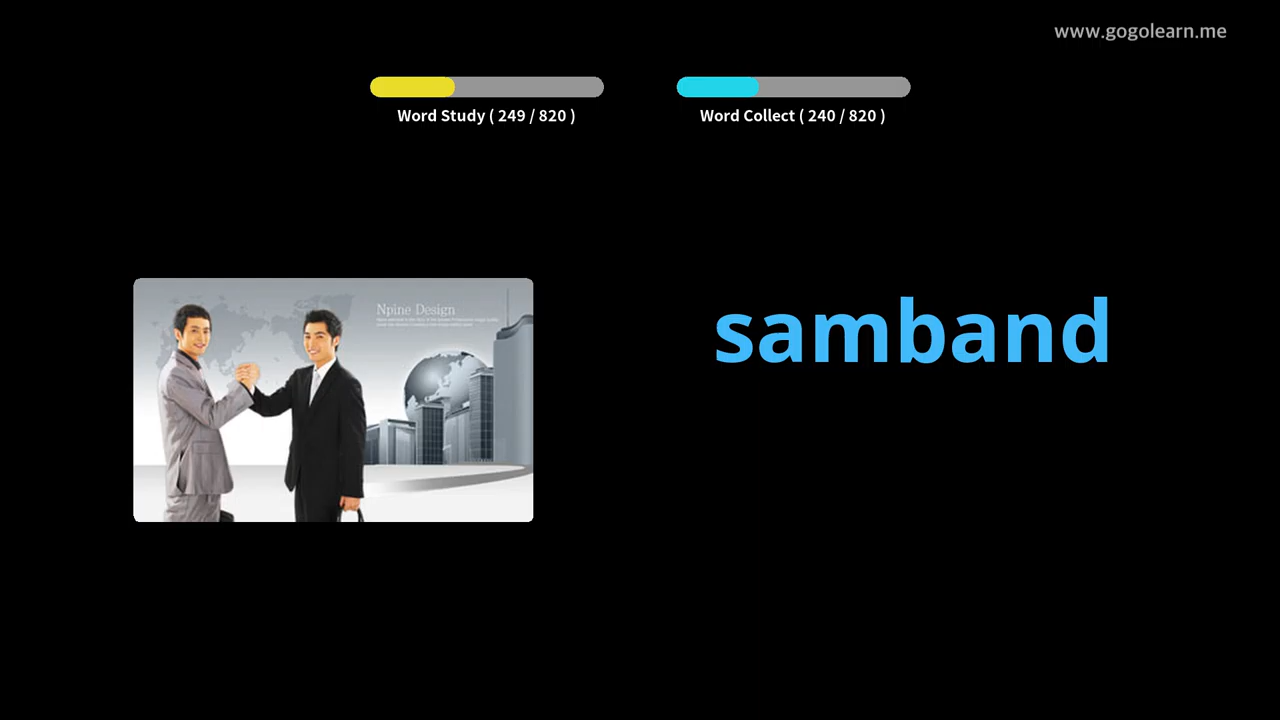 www.gogolearn.me
Word Study ( 249 / 820 )
Word Collect ( 240 / 820 )
Npine Design
samband